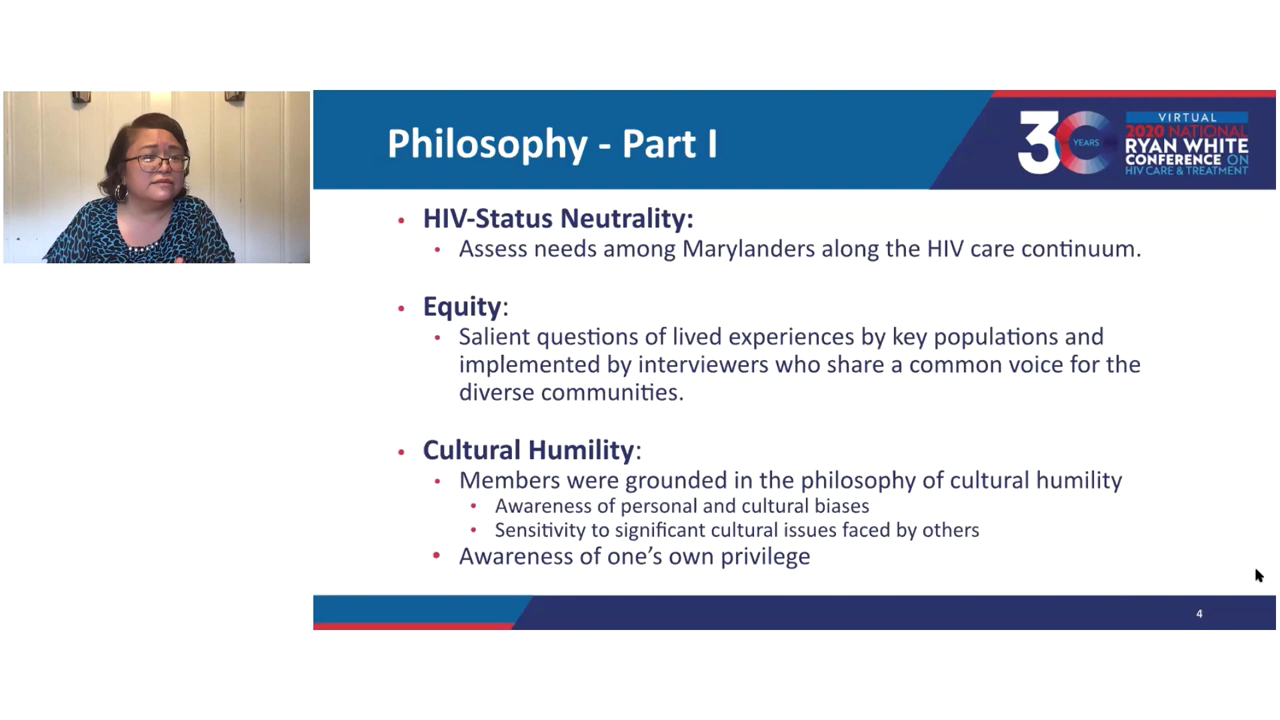 Philosophy - Part I
30
YEARS
VIRTUAL
2020 NATIONAL
RYAN WHITE
CONFERENCE ON
HIV CARE & TREATMENT
• HIV-Status Neutrality:
• Assess needs among Marylanders along the HIV care continuum.
• Equity:
• Salient questions of lived experiences by key populations and
implemented by interviewers who share a common voice for the
diverse communities.
• Cultural Humility:
• Members were grounded in the philosophy of cultural humility
• Awareness of personal and cultural biases
• Sensitivity to significant cultural issues faced by others
• Awareness of one’s own privilege
4